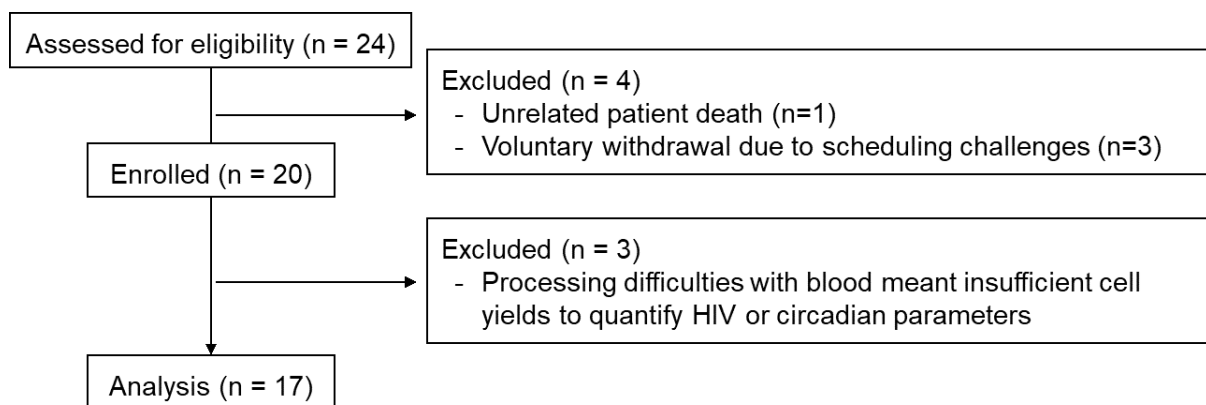 Assessed for eligibility (n = 24)
Excluded (n = 4)
- Unrelated patient death (n=1)
- Voluntary withdrawal due to scheduling challenges (n=3)
Enrolled (n = 20)
Excluded (n = 3)
- Processing difficulties with blood meant insufficient cell
yields to quantify HIV or circadian parameters
Analysis (n = 17)